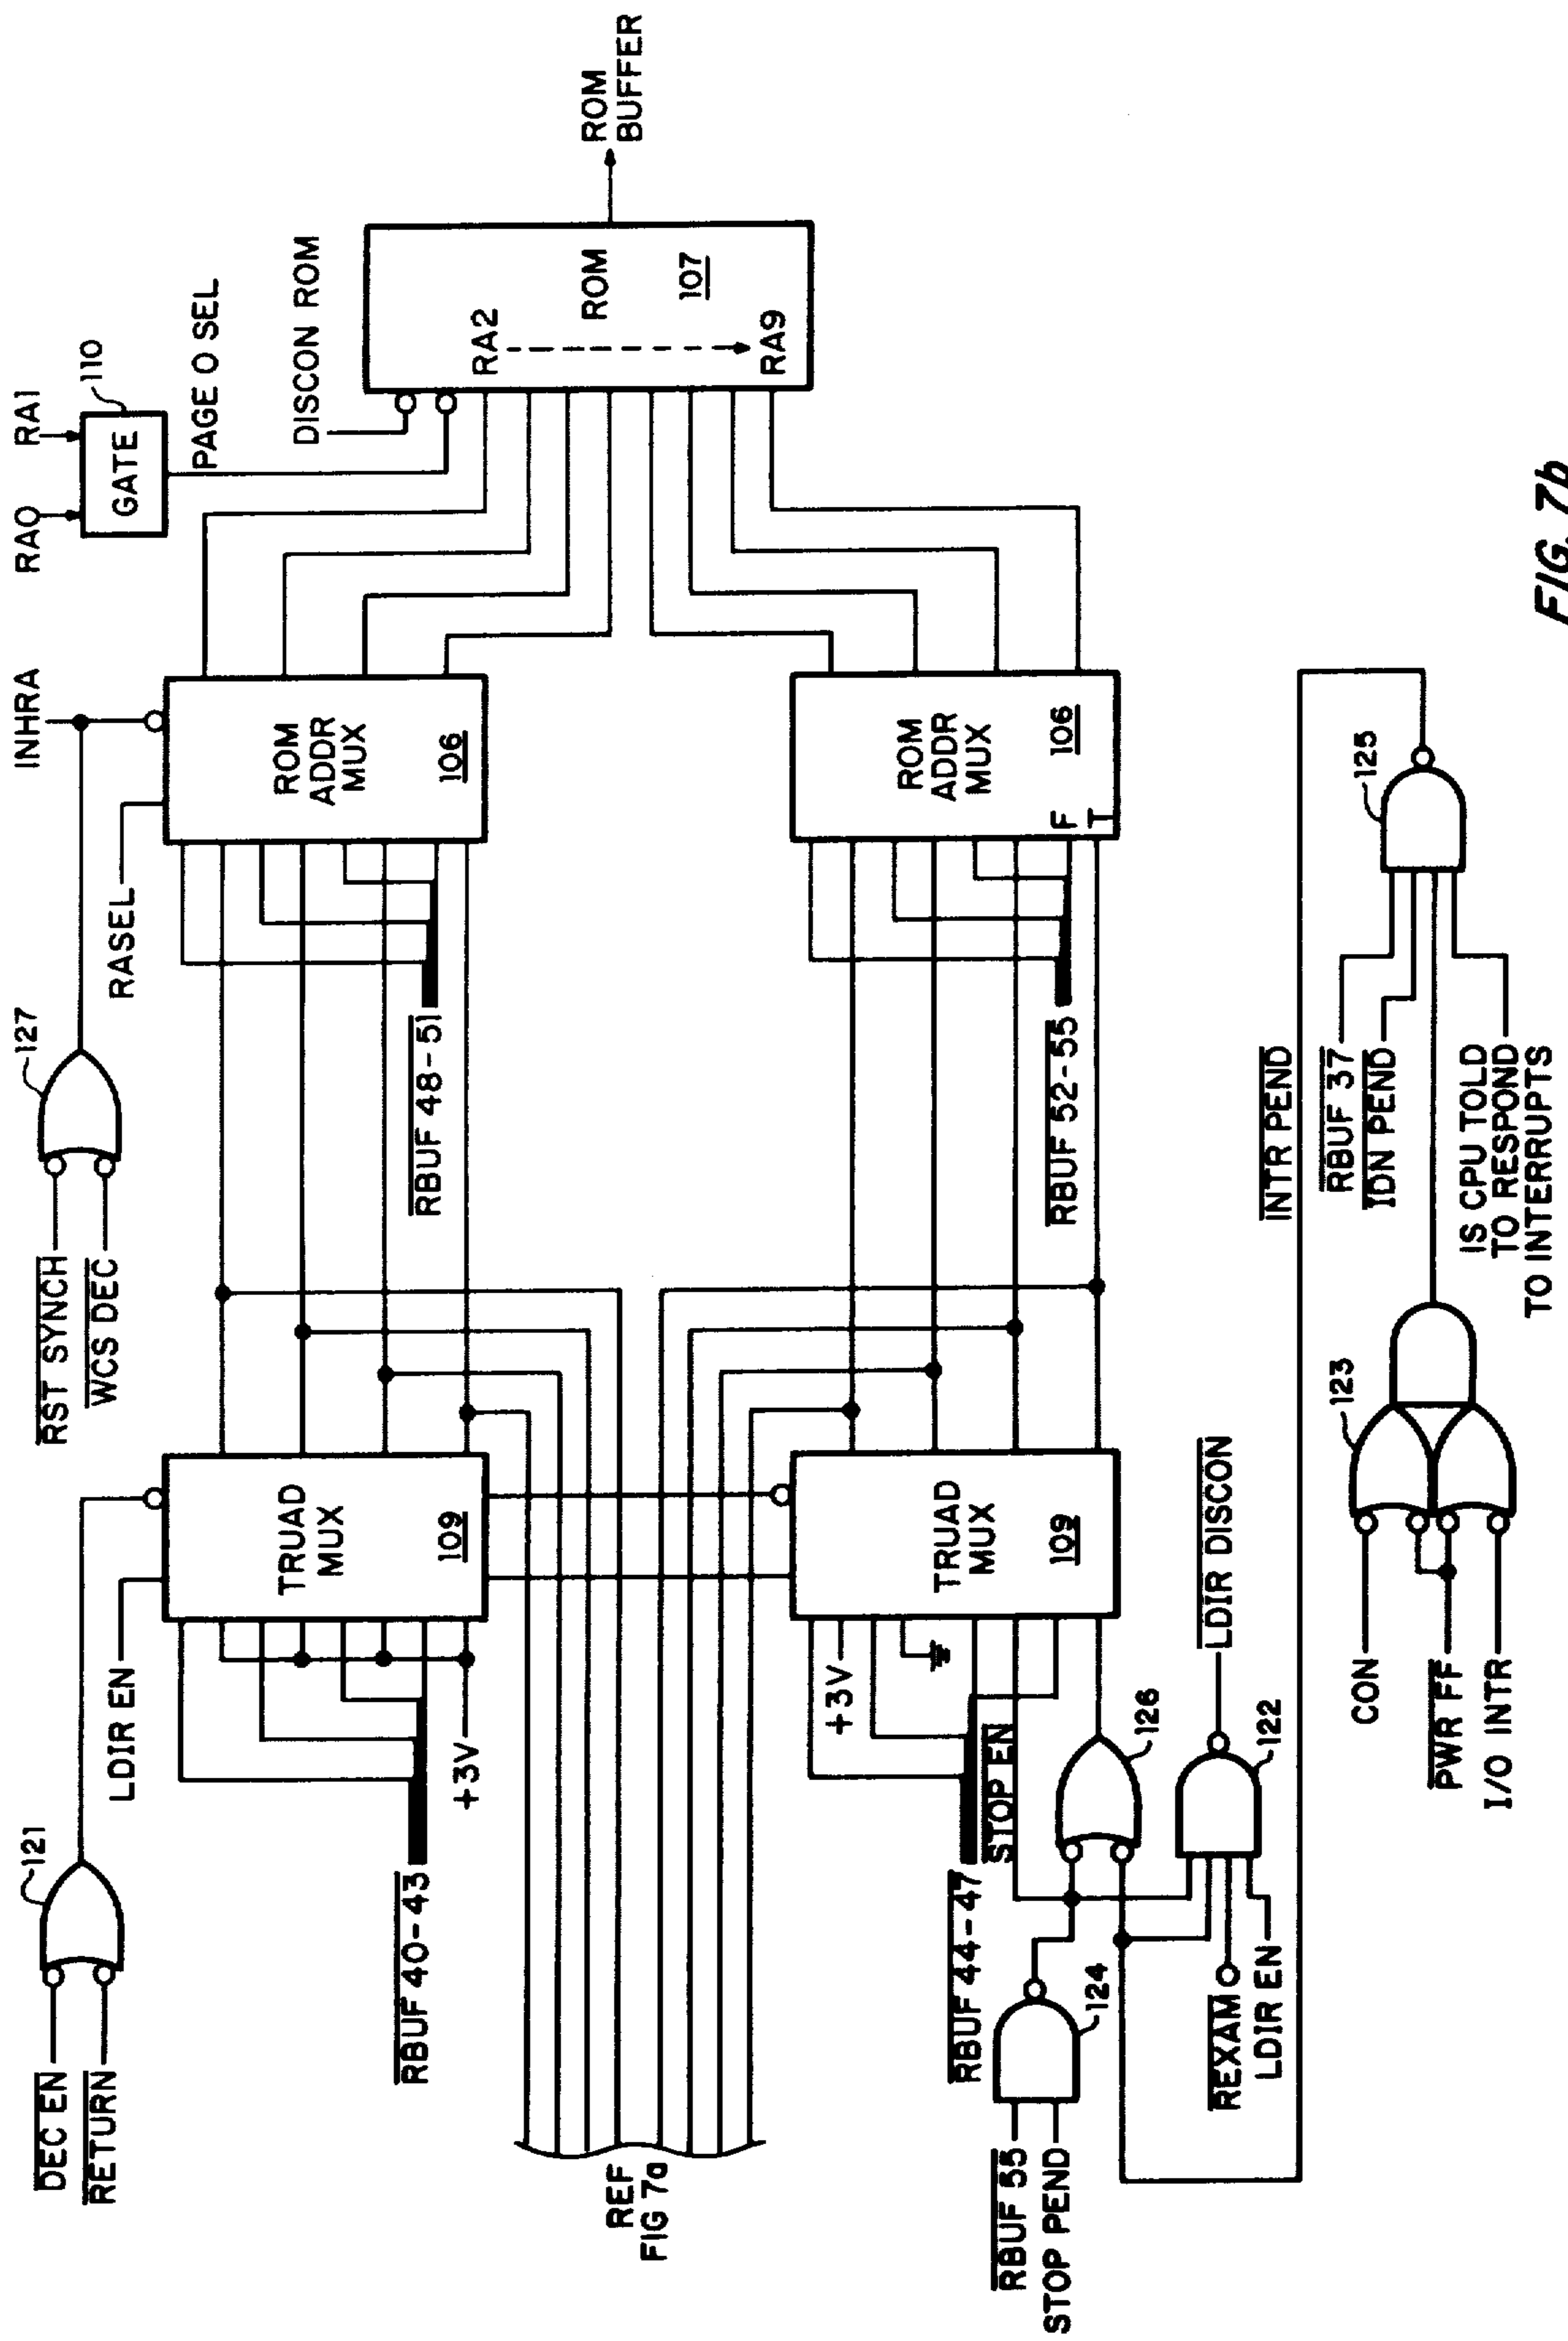 RA0
RA1
GATE
110
PAGE 0 SEL
DISCON ROM
RA2
ROM
107
RA9
ROM
BUFFER
INHRA
RASEL
127
RST SYNCH
WCS DEC
ROM
ADDR
MUX
106
RBUF 48-51
ROM
ADDR
MUX
106
F
T
RBUF 52-55
121
DEC EN
RETURN
LDIR EN
TRUAD
MUX
109
RBUF 40-43
+3V
TRUAD
MUX
109
+3V
RBUF 44-47
STOP EN
REF
FIG 7a
126
LDIR DISCON
122
124
RBUF 55
STOP PEND
REXAM
LDIR EN
INTR PEND
125
RBUF 37
IDN PEND
IS CPU TOLD
TO RESPOND
TO INTERRUPTS
123
CON
PWR FF
I/O INTR
FIG. 7b